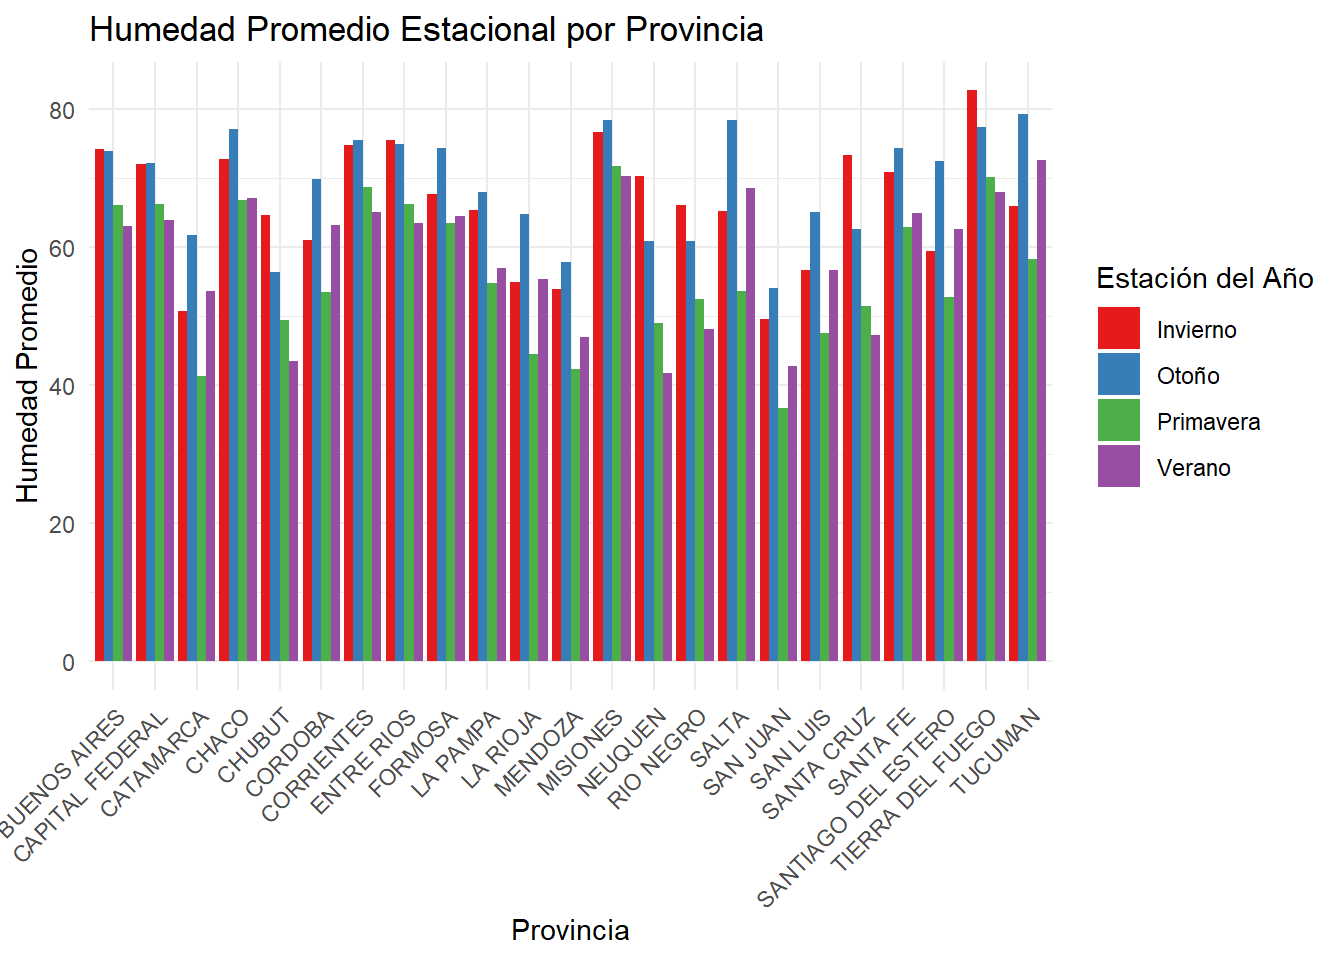 Humedad Promedio Estacional por Provincia
Humedad Promedio
80
60
40
20
0
BUENOS AIRES
CAPITAL FEDERAL
CATAMARCA
CHACO
CHUBUT
CORDOBA
CORRIENTES
ENTRE RIOS
FORMOSA
LA PAMPA
LA RIOJA
MENDOZA
MISIONES
NEUQUEN
RIO NEGRO
SALTA
SAN JUAN
SAN LUIS
SANTA CRUZ
SANTA FE
SANTIAGO DEL ESTERO
TIERRA DEL FUEGO
TUCUMAN
Provincia
Estación del Año
Invierno
Otoño
Primavera
Verano